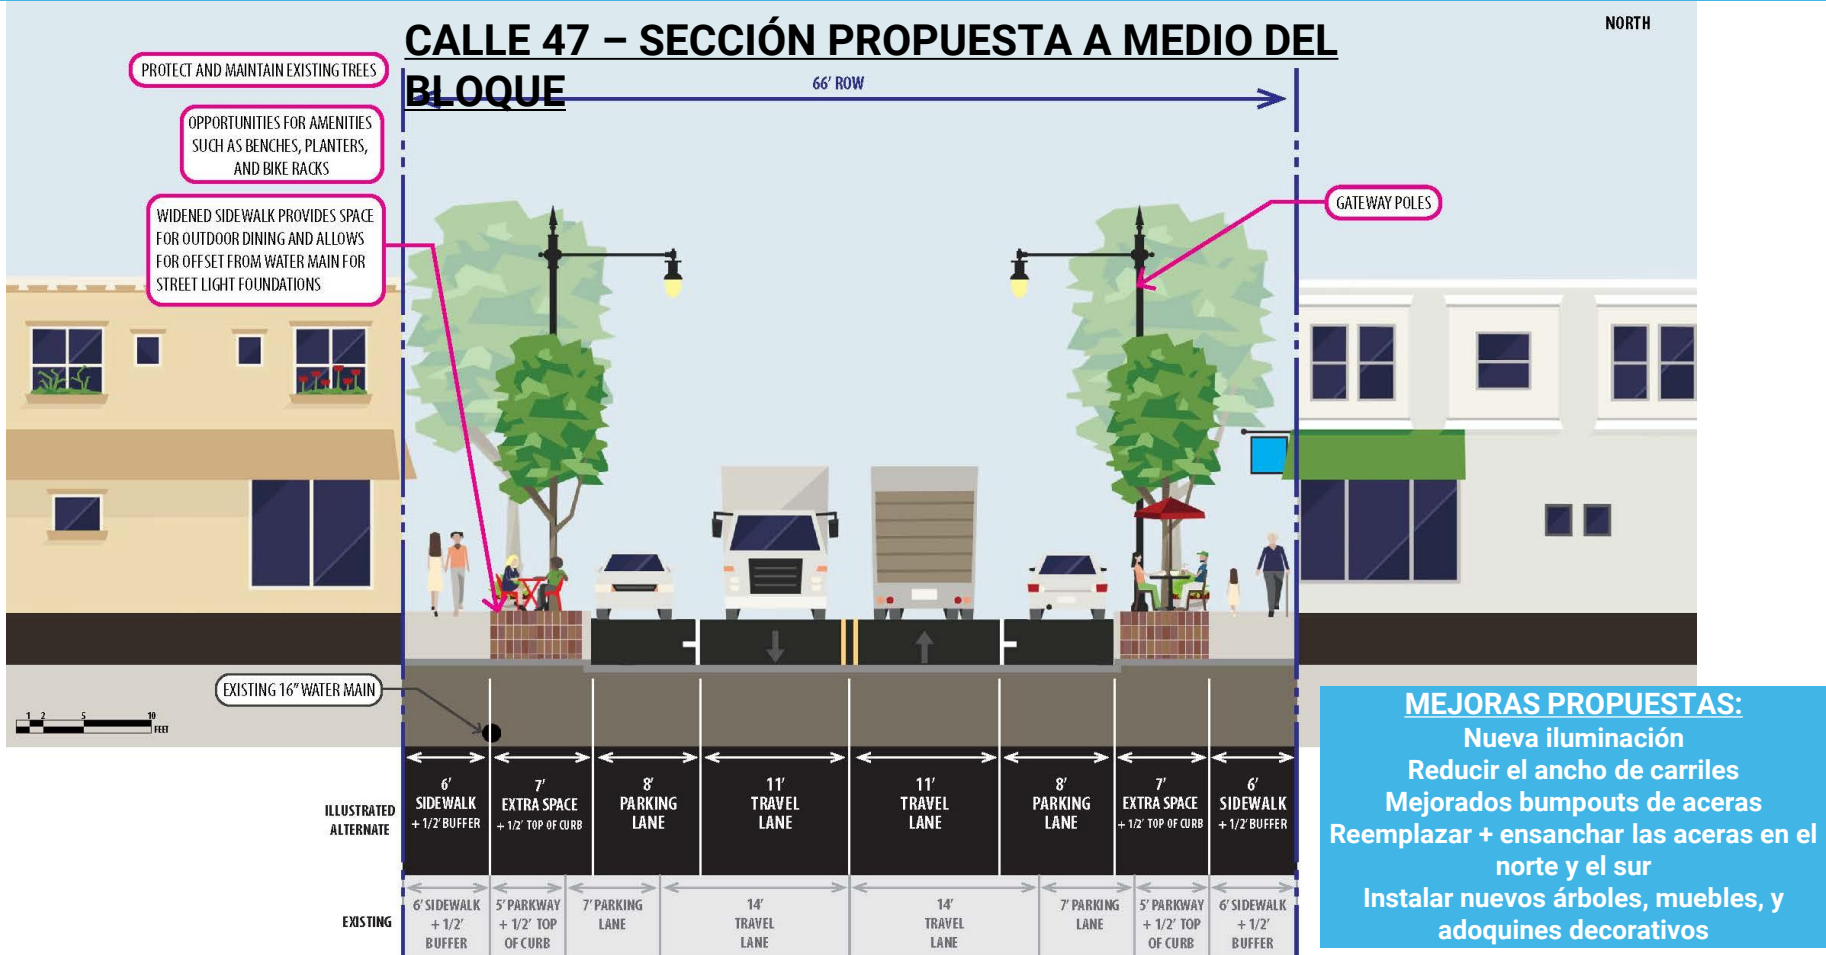 CALLE 47 – SECCIÓN PROPUESTA A MEDIO DEL
BLOQUE
NORTH
66' ROW
PROTECT AND MAINTAIN EXISTING TREES
OPPORTUNITIES FOR AMENITIES
SUCH AS BENCHES, PLANTERS,
AND BIKE RACKS
WIDENED SIDEWALK PROVIDES SPACE
FOR OUTDOOR DINING AND ALLOWS
FOR OFFSET FROM WATER MAIN FOR
STREET LIGHT FOUNDATIONS
GATEWAY POLES
EXISTING 16" WATER MAIN
1 2 5 10
FEET
ILLUSTRATED
ALTERNATE
6'
SIDEWALK
+ 1/2' BUFFER
7'
EXTRA SPACE
+ 1/2' TOP OF CURB
8'
PARKING
LANE
11'
TRAVEL
LANE
11'
TRAVEL
LANE
8'
PARKING
LANE
7'
EXTRA SPACE
+ 1/2' TOP OF CURB
6'
SIDEWALK
+ 1/2' BUFFER
EXISTING
6' SIDEWALK
+ 1/2'
BUFFER
5' PARKWAY
+ 1/2' TOP
OF CURB
7' PARKING
LANE
14'
TRAVEL
LANE
14'
TRAVEL
LANE
7' PARKING
LANE
5' PARKWAY
+ 1/2' TOP
OF CURB
6' SIDEWALK
+ 1/2'
BUFFER
MEJORAS PROPUESTAS:
Nueva iluminación
Reducir el ancho de carriles
Mejorados bumpouts de aceras
Reemplazar + ensanchar las aceras en el
norte y el sur
Instalar nuevos árboles, muebles, y
adoquines decorativos